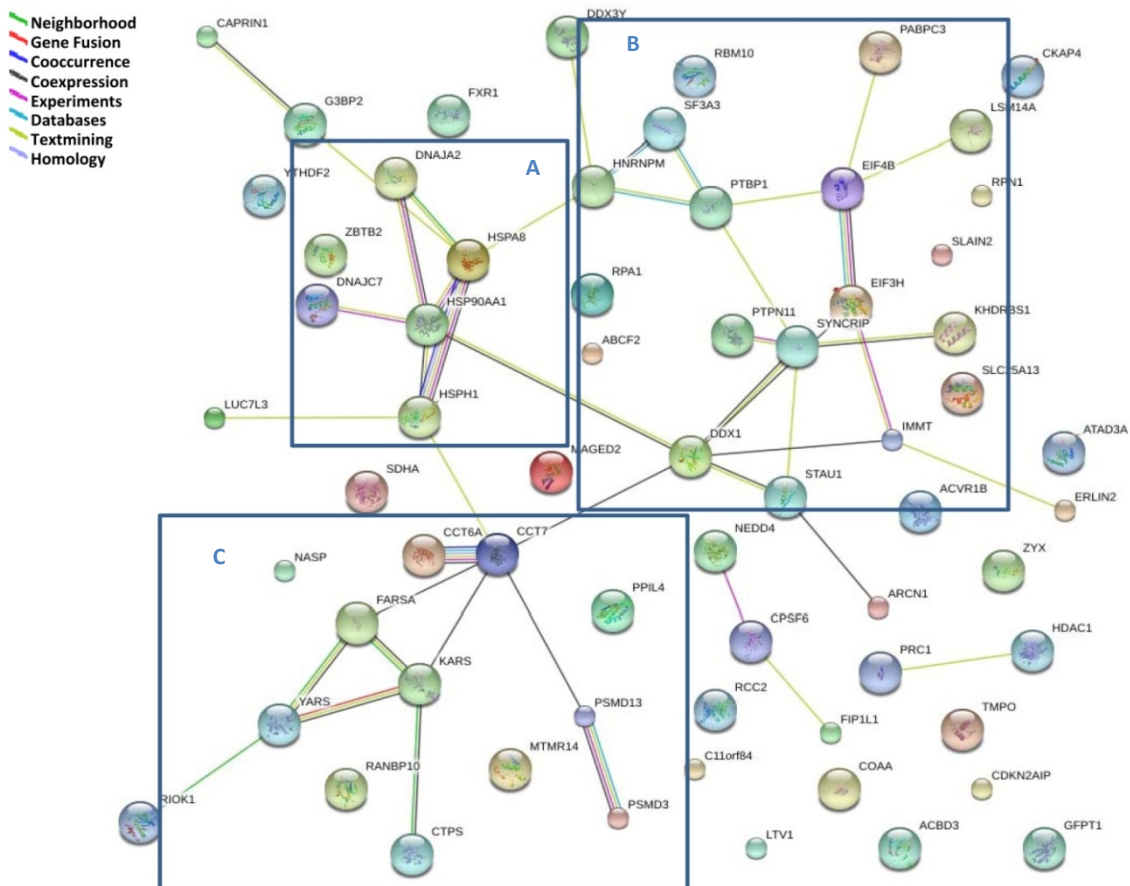 Neighborhood
Gene Fusion
Cooccurrence
Coexpression
Experiments
Databases
Textmining
Homology
CAPRIN1
DDX3Y
B
PABPC3
RBM10
CKAP4
G3BP2
FXR1
SF3A3
LSM14A
DNAJA2
A
HNRNPM
EIF4B
YTHDF2
PTBP1
RPN1
ZBTB2
HSPA8
SLAIN2
DNAJC7
RPA1
EIF3H
HSP90AA1
PTPN11
SYNCRIP
KHDRBS1
ABCF2
SLC25A13
LUC7L3
HSPH1
IMMT
DDX1
ATAD3A
MAGED2
SDHA
STAU1
ACVR1B
ERLIN2
C
CCT6A
CCT7
NEDD4
NASP
ZYX
PPIL4
FARSA
ARCN1
CPSF6
HDAC1
KARS
PRC1
YARS
PSMD13
RCC2
TMPO
FIP1L1
MTMR14
RANBP10
C11orf84
COAA
CDKN2AIP
RIOK1
PSMD3
CTPS
LTV1
ACBD3
GFPT1